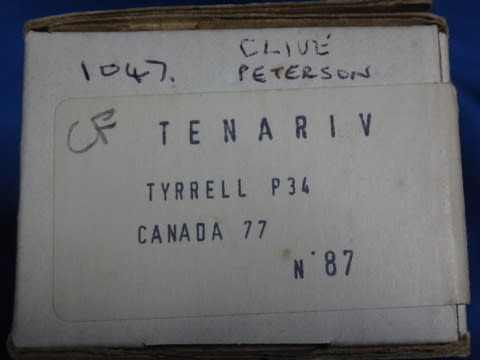 1047. CLIVE
PETERSON
CF
TENARIV
TYRRELL P34
CANADA 77
N° 87